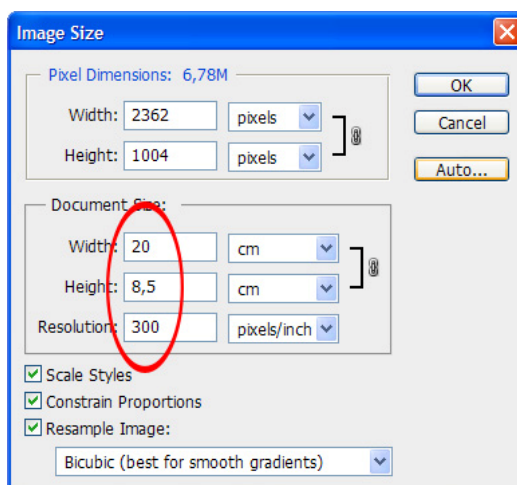 Image Size
Pixel Dimensions: 6,78M
Width: 2362 pixels
Height: 1004 pixels
OK
Cancel
Auto...
Document Size:
Width: 20 cm
Height: 8,5 cm
Resolution: 300 pixels/inch
Scale Styles
Constrain Proportions
Resample Image:
Bicubic (best for smooth gradients)